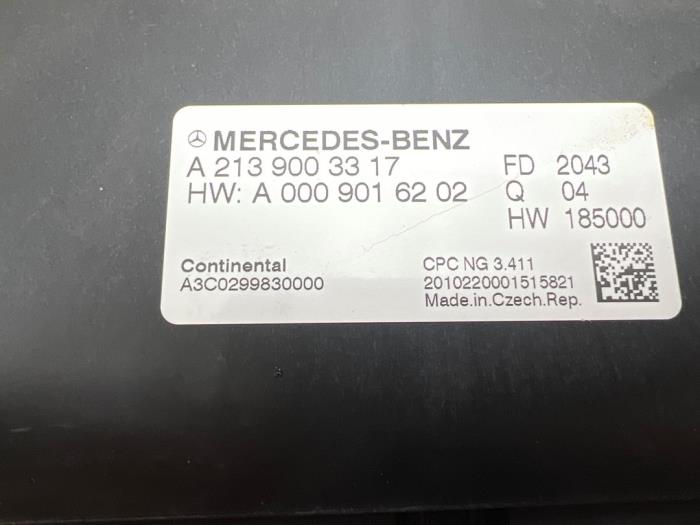 MERCEDES-BENZ
A 213 900 33 17 FD 2043
HW: A 000 901 62 02 Q 04
HW 185000
Continental CPC NG 3.411
A3C0299830000 2010220001515821
Made.in.Czech.Rep.